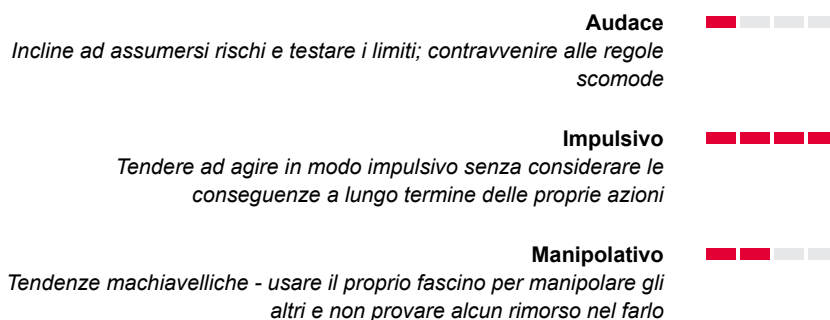 Audace
Incline ad assumersi rischi e testare i limiti; contravvenire alle regole
scomode
Impulsivo
Tendere ad agire in modo impulsivo senza considerare le
conseguenze a lungo termine delle proprie azioni
Manipolativo
Tendenze machiavelliche - usare il proprio fascino per manipolare gli
altri e non provare alcun rimorso nel farlo